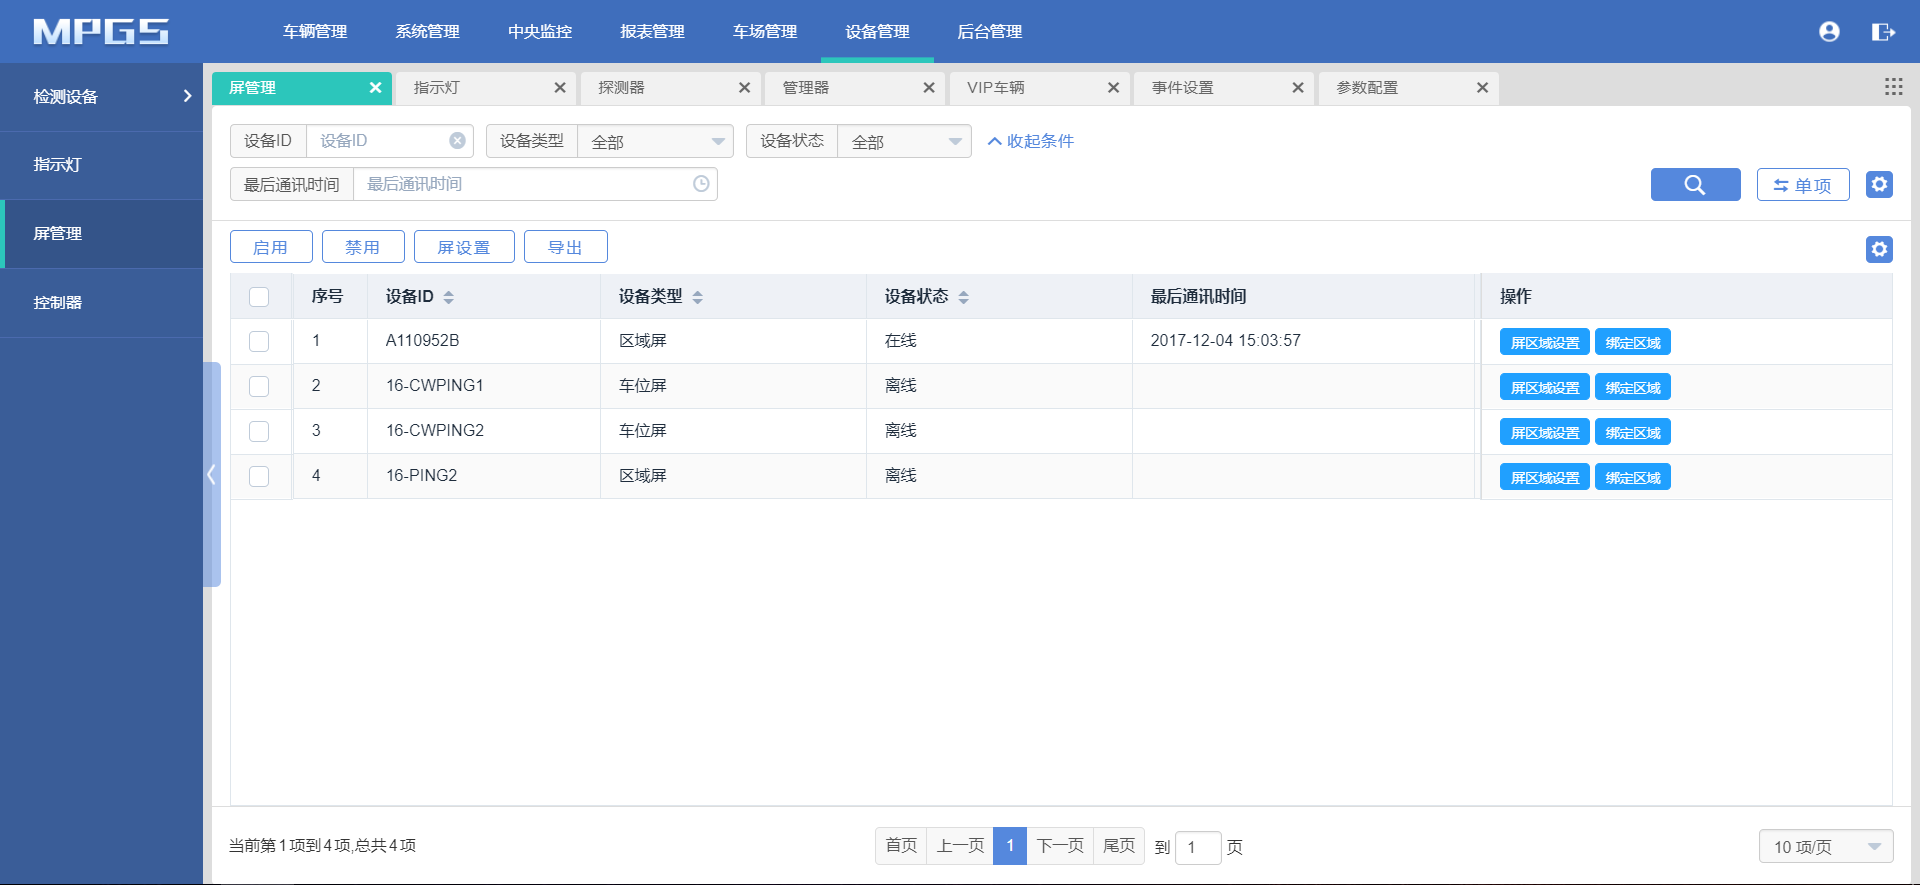 MPGS 车辆管理 系统管理 中央监控 报表管理 车场管理 设备管理 后台管理
检测设备
指示灯
屏管理
控制器
屏管理 指示灯 探测器 管理器 VIP车辆 事件设置 参数配置
设备ID 设备ID 设备类型 全部 设备状态 全部 收起条件
最后通讯时间 最后通讯时间 单项
启用 禁用 屏设置 导出
序号 设备ID 设备类型 设备状态 最后通讯时间 操作
1 A110952B 区域屏 在线 2017-12-04 15:03:57 屏区域设置 绑定区域
2 16-CWPING1 车位屏 离线 屏区域设置 绑定区域
3 16-CWPING2 车位屏 离线 屏区域设置 绑定区域
4 16-PING2 区域屏 离线 屏区域设置 绑定区域
当前第1项到4项,总共4项 首页 上一页 1 下一页 尾页 到 1 页 10 项/页